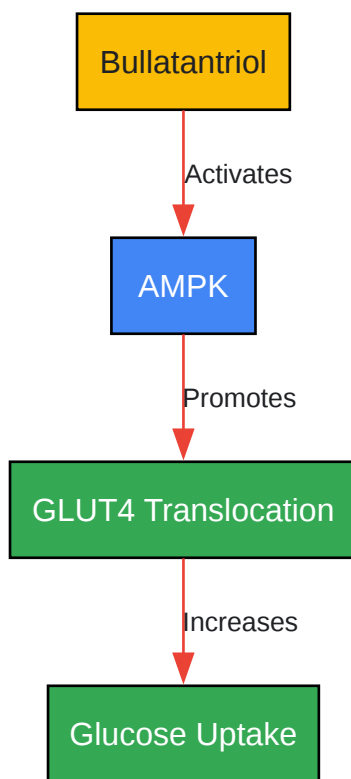 Bullatantriol
Activates
AMPK
Promotes
GLUT4 Translocation
Increases
Glucose Uptake